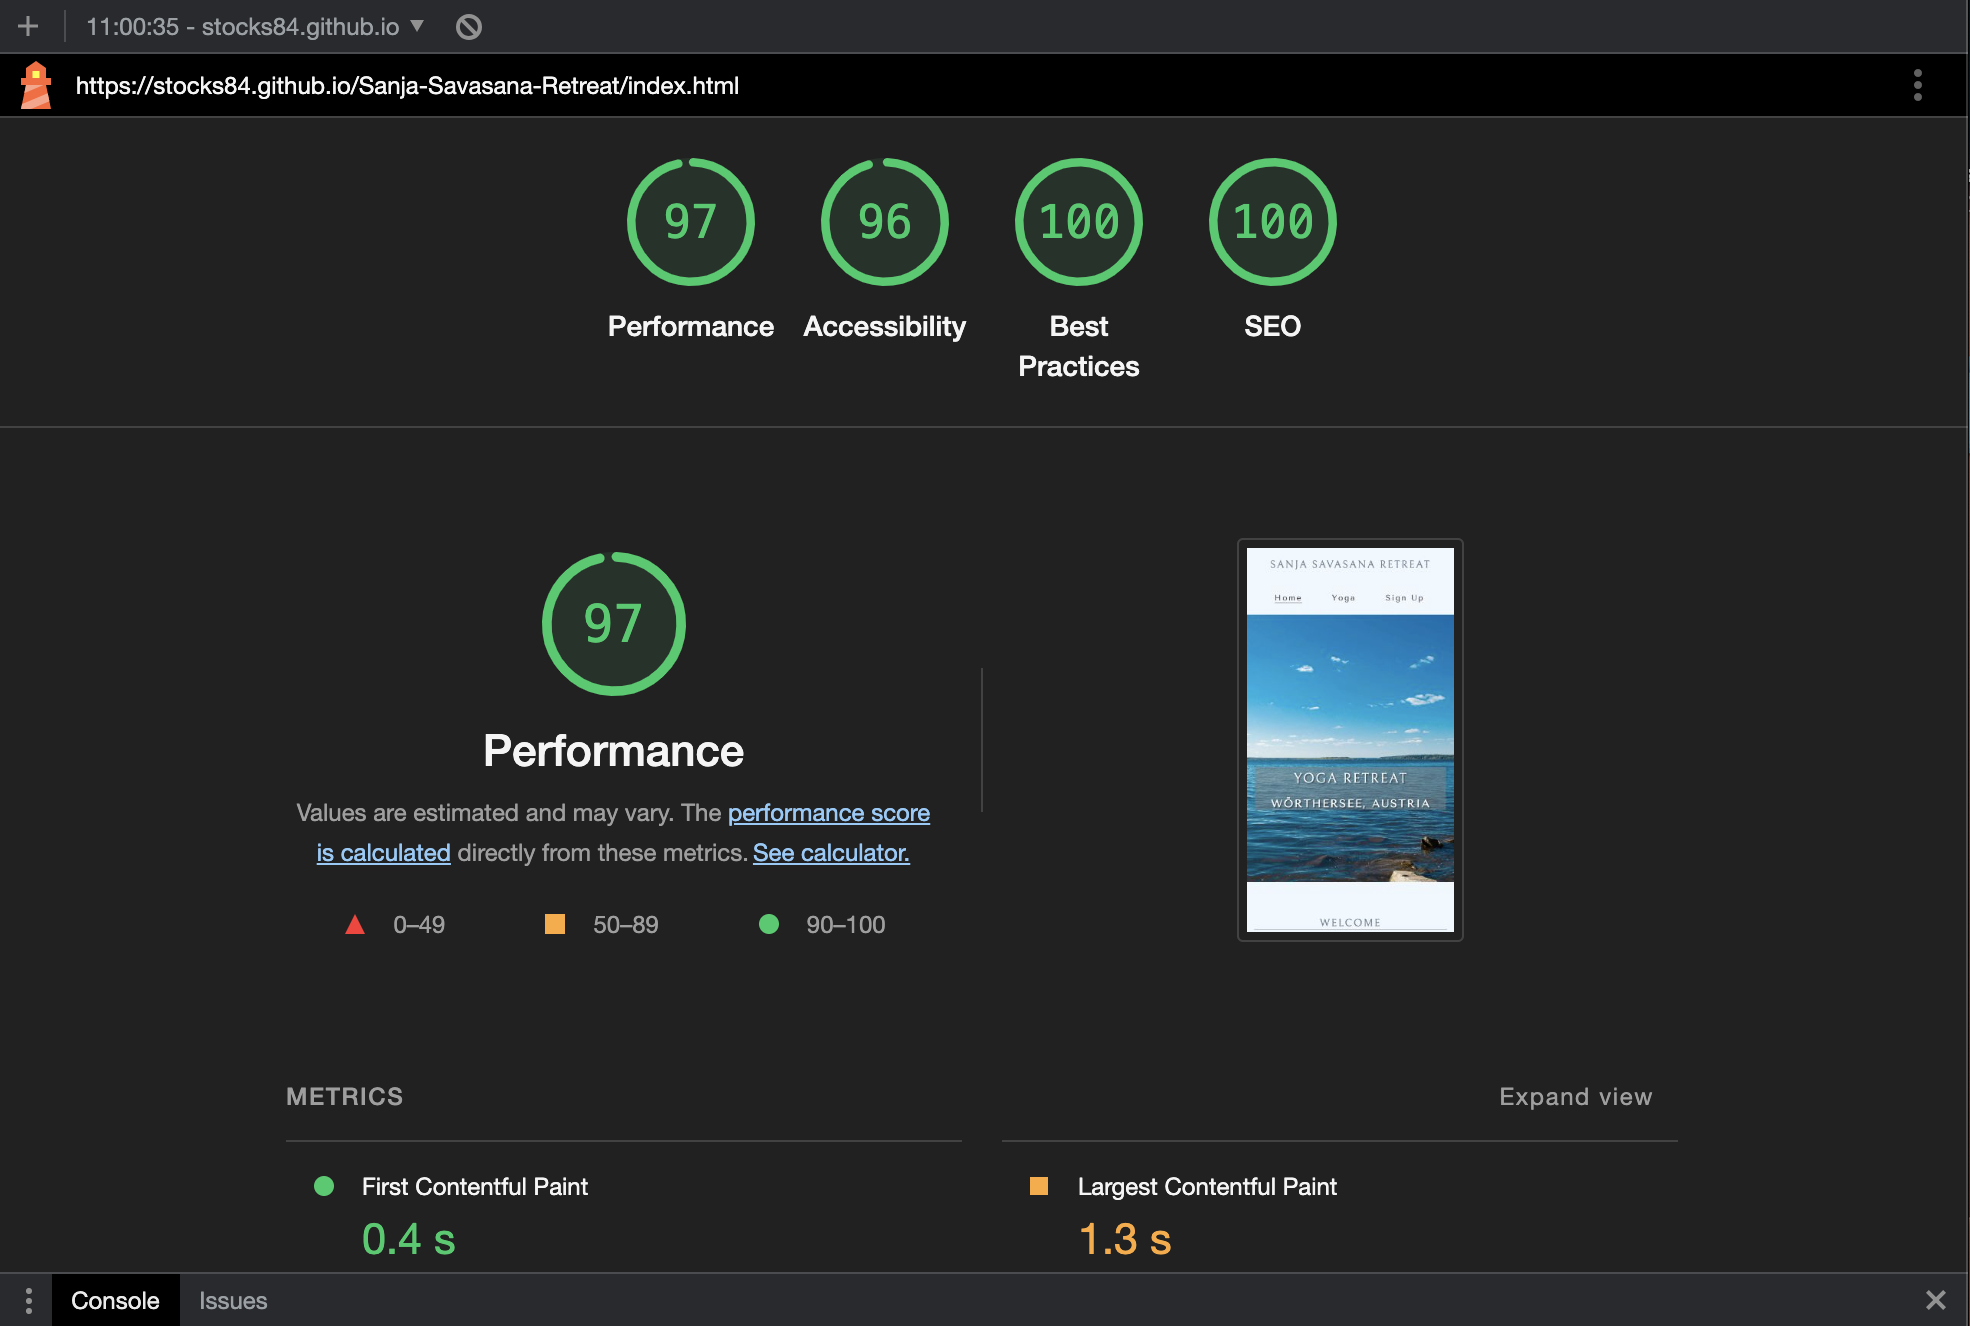 11:00:35 - stocks84.github.io
https://stocks84.github.io/Sanja-Savasana-Retreat/index.html
97
96
100
100
Performance
Accessibility
Best
Practices
SEO
97
Performance
Values are estimated and may vary. The performance score
is calculated directly from these metrics. See calculator.
0–49
50–89
90–100
SANJA SAVASANA RETREAT
Home Yoga Sign Up
YOGA RETREAT
WÖRTHERSEE, AUSTRIA
WELCOME
METRICS
Expand view
First Contentful Paint
0.4 s
Largest Contentful Paint
1.3 s
Console
Issues